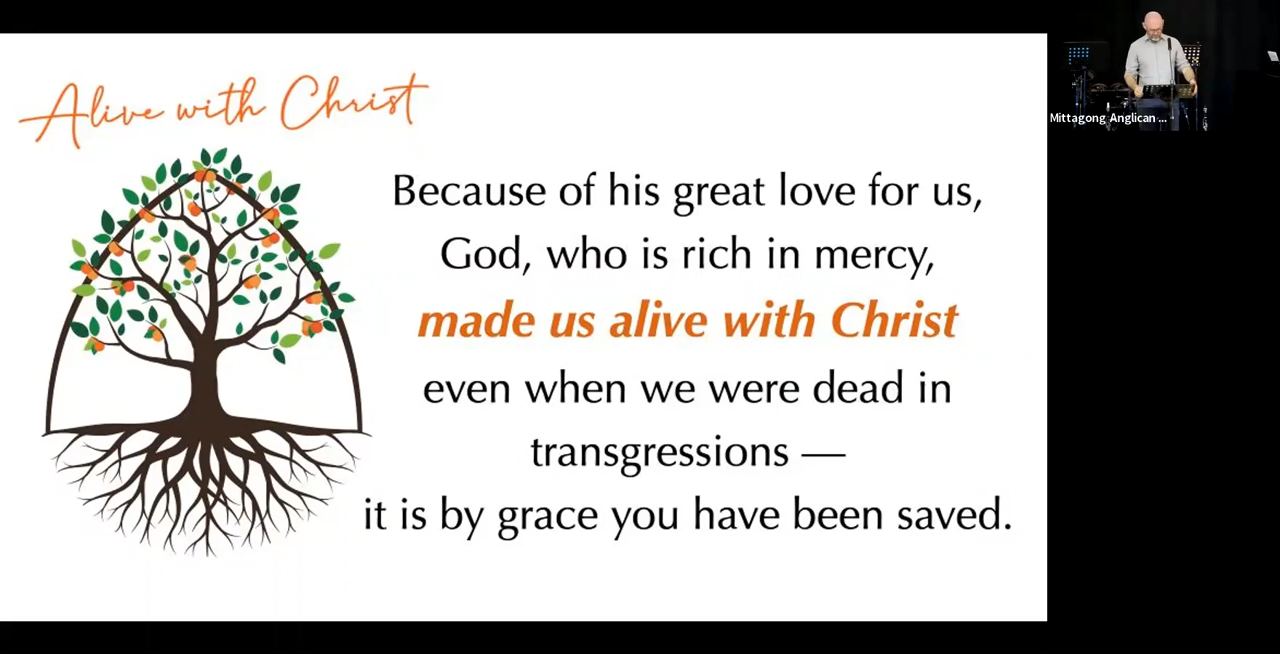 Alive with Christ
Because of his great love for us,
God, who is rich in mercy,
made us alive with Christ
even when we were dead in
transgressions —
it is by grace you have been saved.
Mittagong Anglican ...